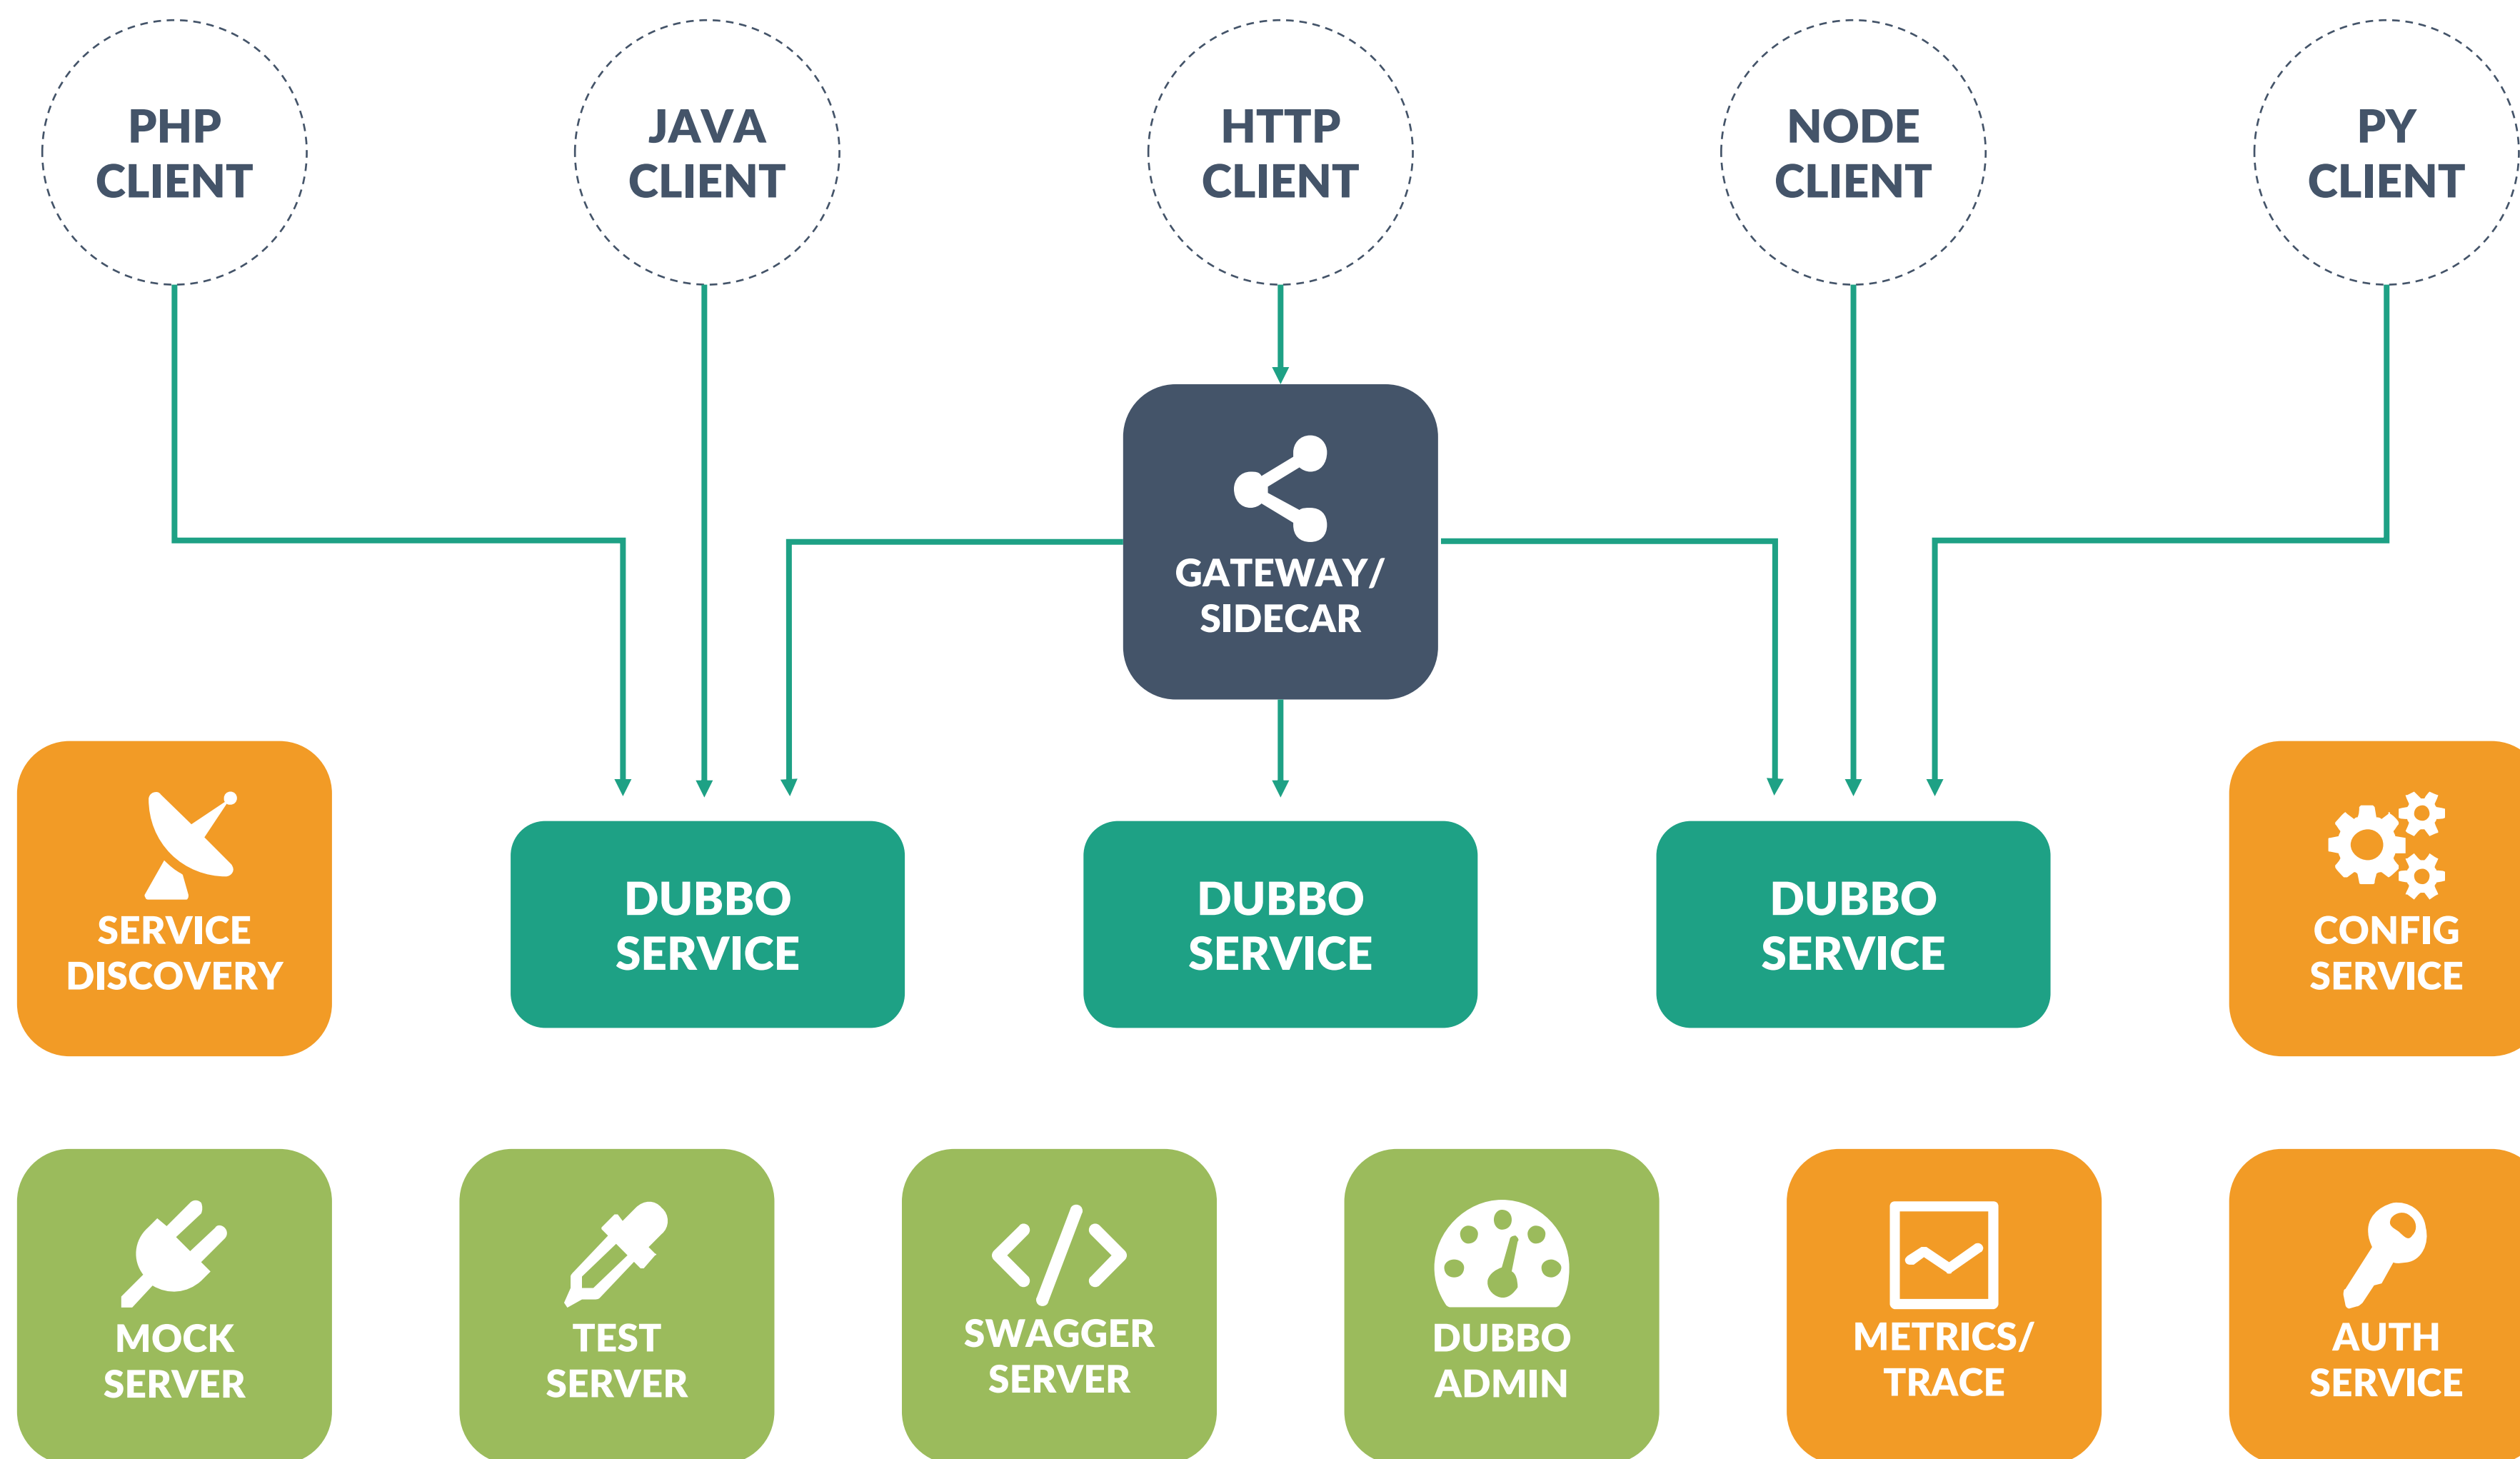 PHP
CLIENT
JAVA
CLIENT
HTTP
CLIENT
NODE
CLIENT
PY
CLIENT
GATEWAY/
SIDECAR
SERVICE
DISCOVERY
DUBBO
SERVICE
DUBBO
SERVICE
DUBBO
SERVICE
CONFIG
SERVICE
MOCK
SERVER
TEST
SERVER
SWAGGER
SERVER
DUBBO
ADMIN
METRICS/
TRACE
AUTH
SERVICE